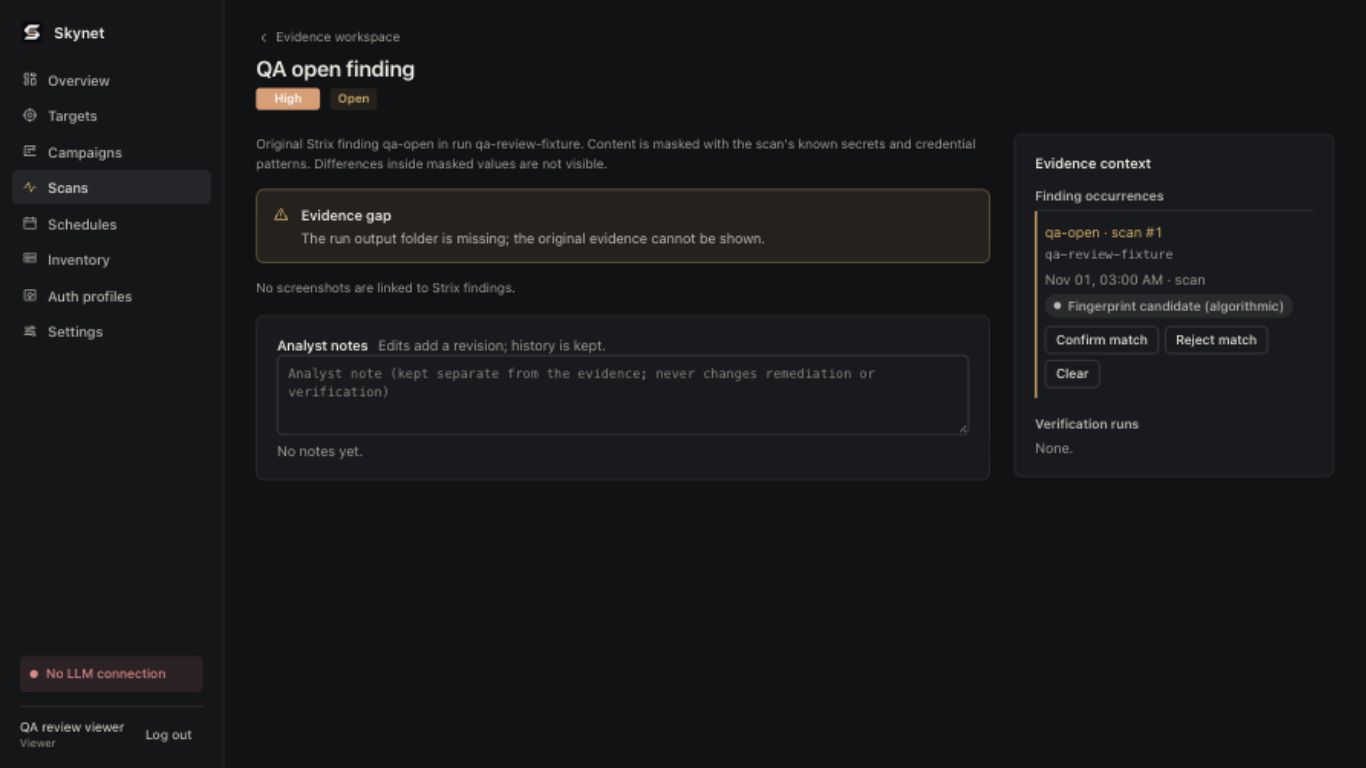 Skynet
Overview
Targets
Campaigns
Scans
Schedules
Inventory
Auth profiles
Settings
No LLM connection
QA review viewer
Viewer
Log out
Evidence workspace
QA open finding
High
Open
Original Strix finding qa-open in run qa-review-fixture. Content is masked with the scan's known secrets and credential
patterns. Differences inside masked values are not visible.
Evidence gap
The run output folder is missing; the original evidence cannot be shown.
No screenshots are linked to Strix findings.
Analyst notes Edits add a revision; history is kept.
Analyst note (kept separate from the evidence; never changes remediation or
verification)
No notes yet.
Evidence context
Finding occurrences
qa-open · scan #1
qa-review-fixture
Nov 01, 03:00 AM · scan
Fingerprint candidate (algorithmic)
Confirm match
Reject match
Clear
Verification runs
None.